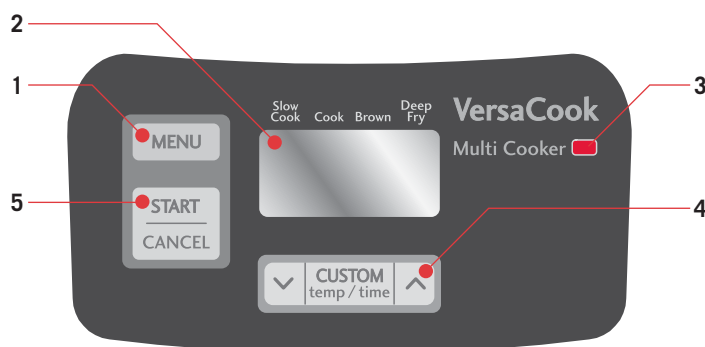 2
1
3
5
4
Slow
Cook
Cook
Brown
Deep
Fry
VersaCook
Multi Cooker
MENU
START
CANCEL
CUSTOM
temp / time